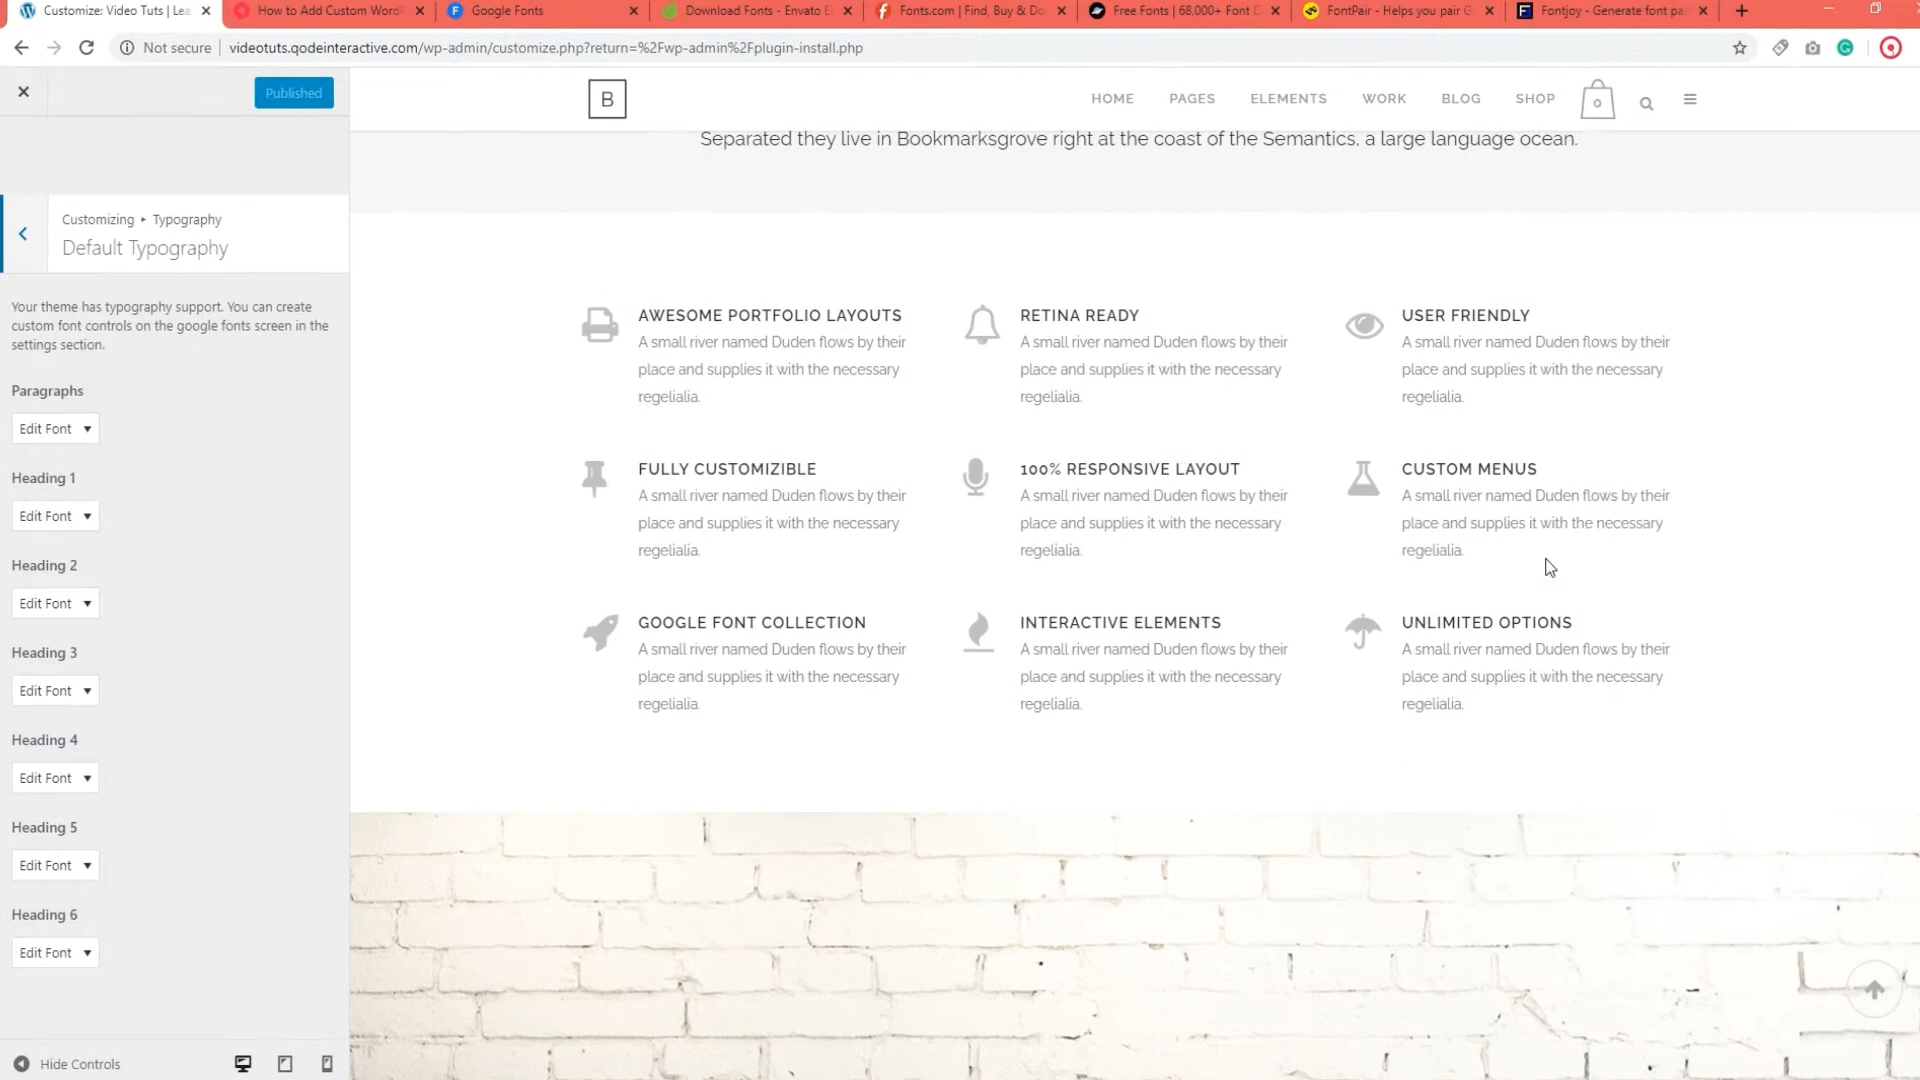 Customize: Video Tuts | Lea
How to Add Custom WordP
Google Fonts
Download Fonts - Envato El
Fonts.com | Find, Buy & Do
Free Fonts | 68,000+ Font D
FontPair - Helps you pair G
Fontjoy - Generate font pa
Not secure
videotuts.qodeinteractive.com/wp-admin/customize.php?return=%2Fwp-admin%2Fplugin-install.php
Published
Customizing ▸ Typography
Default Typography
Your theme has typography support. You can create
custom font controls on the google fonts screen in the
settings section.
Paragraphs
Edit Font
Heading 1
Edit Font
Heading 2
Edit Font
Heading 3
Edit Font
Heading 4
Edit Font
Heading 5
Edit Font
Heading 6
Edit Font
Hide Controls
B
HOME
PAGES
ELEMENTS
WORK
BLOG
SHOP
0
Separated they live in Bookmarksgrove right at the coast of the Semantics, a large language ocean.
AWESOME PORTFOLIO LAYOUTS
A small river named Duden flows by their
place and supplies it with the necessary
regelialia.
RETINA READY
A small river named Duden flows by their
place and supplies it with the necessary
regelialia.
USER FRIENDLY
A small river named Duden flows by their
place and supplies it with the necessary
regelialia.
FULLY CUSTOMIZIBLE
A small river named Duden flows by their
place and supplies it with the necessary
regelialia.
100% RESPONSIVE LAYOUT
A small river named Duden flows by their
place and supplies it with the necessary
regelialia.
CUSTOM MENUS
A small river named Duden flows by their
place and supplies it with the necessary
regelialia.
GOOGLE FONT COLLECTION
A small river named Duden flows by their
place and supplies it with the necessary
regelialia.
INTERACTIVE ELEMENTS
A small river named Duden flows by their
place and supplies it with the necessary
regelialia.
UNLIMITED OPTIONS
A small river named Duden flows by their
place and supplies it with the necessary
regelialia.